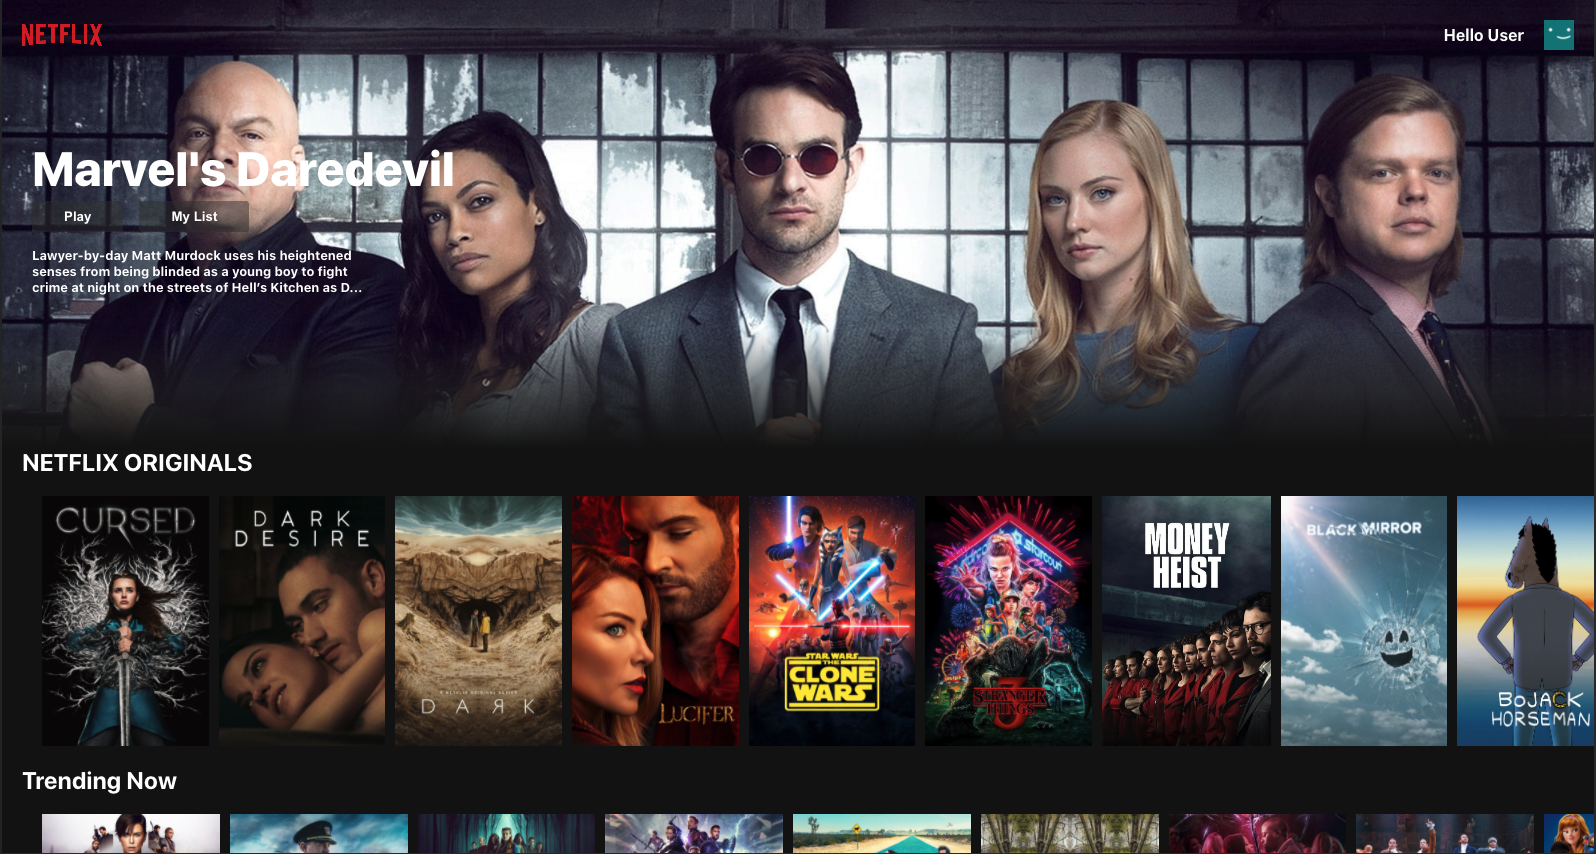 NETFLIX
Hello User
Marvel's Daredevil
Play
My List
Lawyer-by-day Matt Murdock uses his heightened
senses from being blinded as a young boy to fight
crime at night on the streets of Hell's Kitchen as D...
NETFLIX ORIGINALS
CURSED
DARK
DESIRE
A NETFLIX ORIGINAL SERIES
DARK
LUCIFER
STAR WARS
THE
CLONE
WARS
starcourt
STRANGER
THINGS
3
MONEY
HEIST
BLACK MIRROR
BOJACK
HORSEMAN
Trending Now